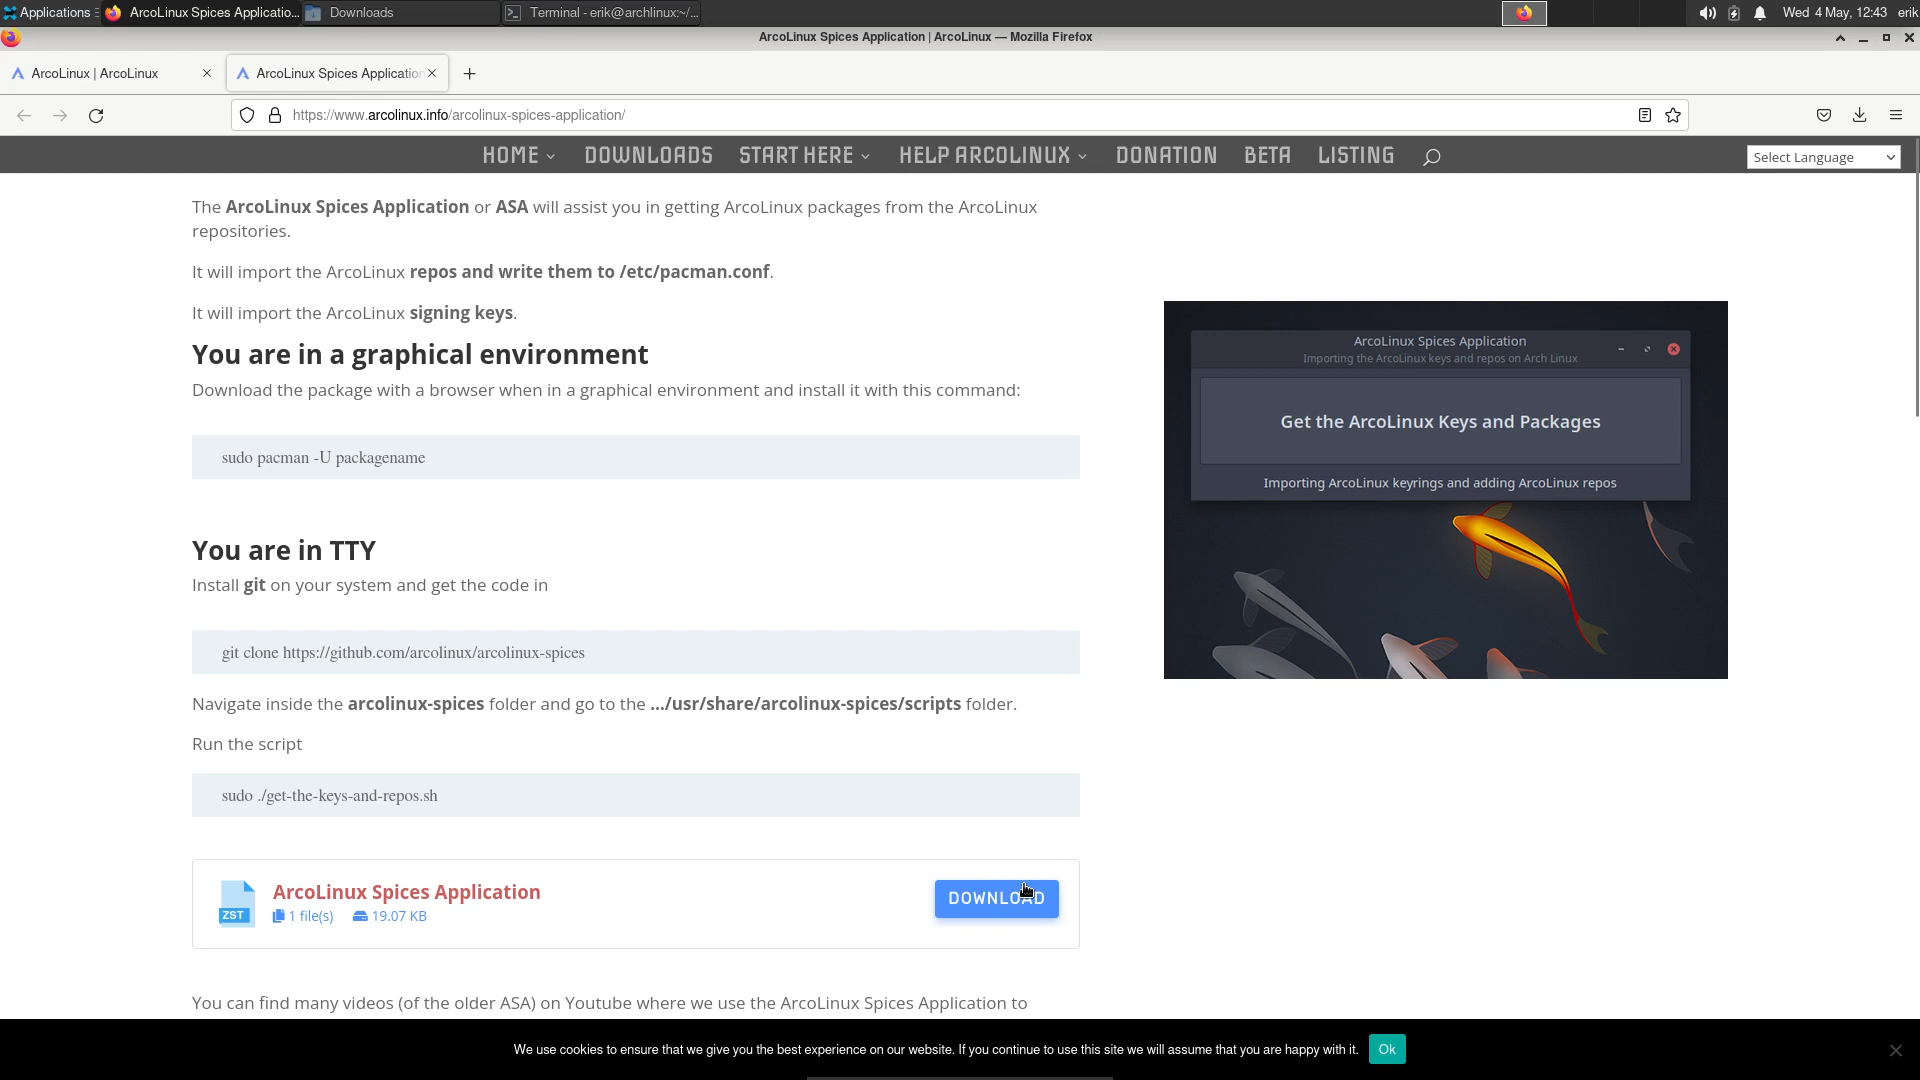 Applications
ArcoLinux Spices Applicatio...
Downloads
Terminal - erik@archlinux:~/...
Wed 4 May, 12:43
erik
ArcoLinux Spices Application | ArcoLinux — Mozilla Firefox
ArcoLinux | ArcoLinux
ArcoLinux Spices Application
https://www.arcolinux.info/arcolinux-spices-application/
HOME
DOWNLOADS
START HERE
HELP ARCOLINUX
DONATION
BETA
LISTING
Select Language
The ArcoLinux Spices Application or ASA will assist you in getting ArcoLinux packages from the ArcoLinux
repositories.
It will import the ArcoLinux repos and write them to /etc/pacman.conf.
It will import the ArcoLinux signing keys.
You are in a graphical environment
Download the package with a browser when in a graphical environment and install it with this command:
sudo pacman -U packagename
You are in TTY
Install git on your system and get the code in
git clone https://github.com/arcolinux/arcolinux-spices
Navigate inside the arcolinux-spices folder and go to the .../usr/share/arcolinux-spices/scripts folder.
Run the script
sudo ./get-the-keys-and-repos.sh
ZST
ArcoLinux Spices Application
1 file(s)
19.07 KB
DOWNLOAD
You can find many videos (of the older ASA) on Youtube where we use the ArcoLinux Spices Application to
ArcoLinux Spices Application
Importing the ArcoLinux keys and repos on Arch Linux
Get the ArcoLinux Keys and Packages
Importing ArcoLinux keyrings and adding ArcoLinux repos
We use cookies to ensure that we give you the best experience on our website. If you continue to use this site we will assume that you are happy with it.
Ok